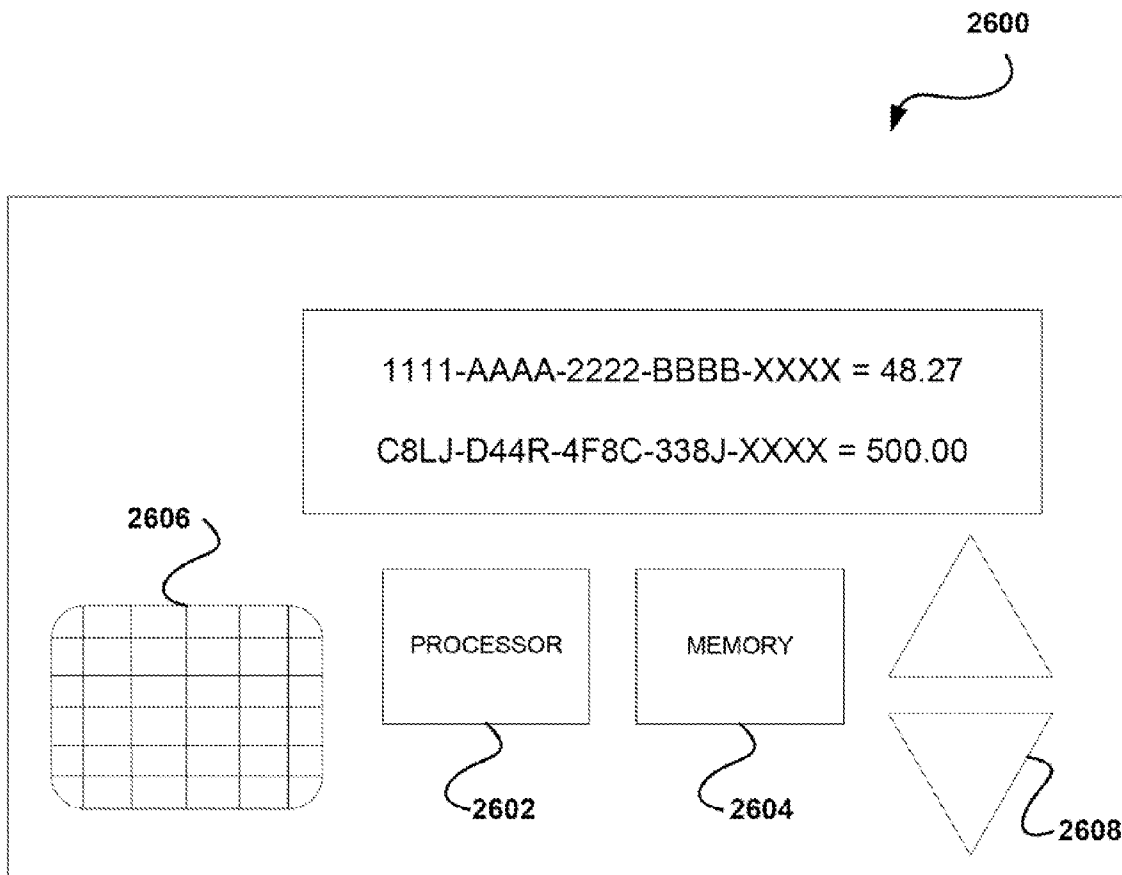 2600
1111-AAAA-2222-BBBB-XXXX = 48.27
C8LJ-D44R-4F8C-338J-XXXX = 500.00
2606
PROCESSOR
MEMORY
2602
2604
2608